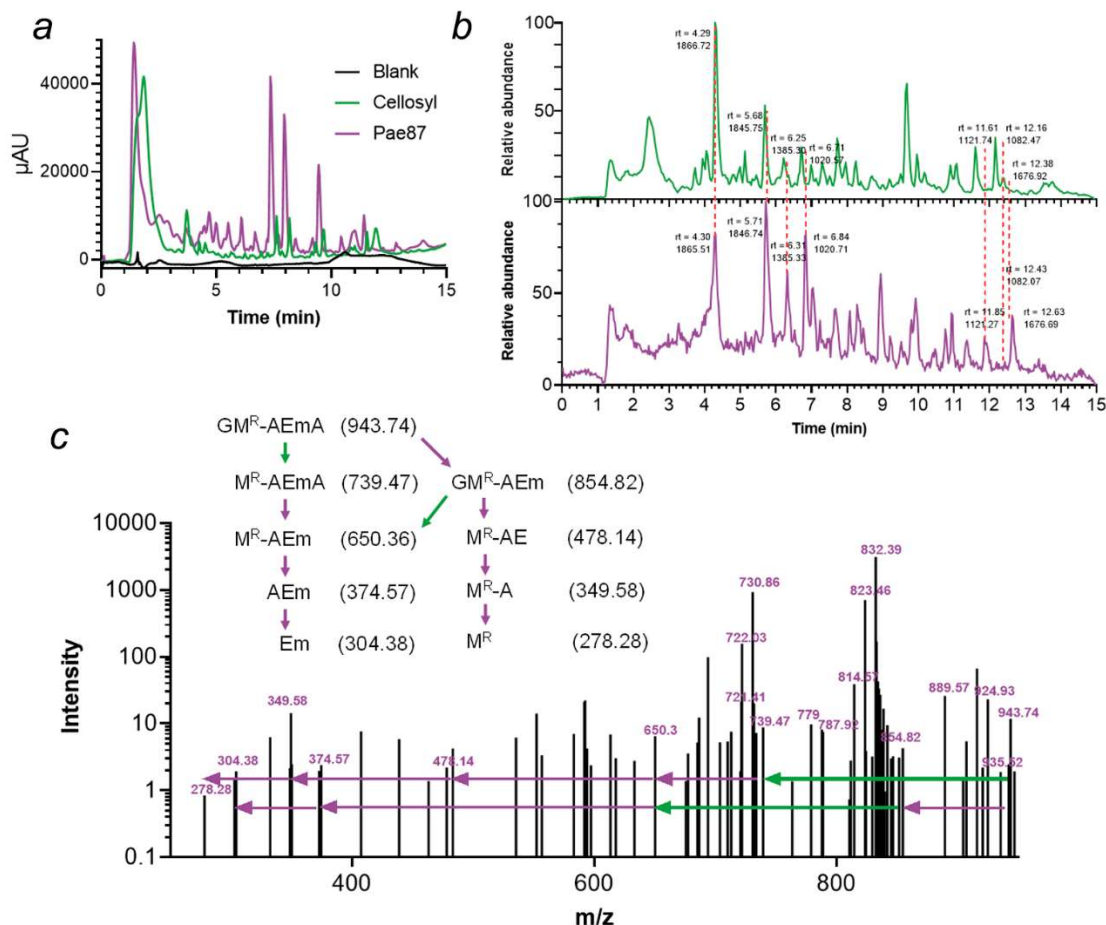 a
40000
20000
0
μAU
Blank
Cellosyl
Pae87
0
5
10
15
Time (min)
b
100
50
100
50
0
Relative abundance
Relative abundance
rt = 4.29
1866.72
rt = 5.68
1845.75
rt = 6.25
1385.30
rt = 6.71
1020.57
rt = 11.61
1121.74
rt = 12.16
1082.47
rt = 12.38
1676.92
rt = 4.30
1865.51
rt = 5.71
1846.74
rt = 6.31
1385.33
rt = 6.84
1020.71
rt = 11.85
1121.27
rt = 12.43
1082.07
rt = 12.63
1676.69
0 1 2 3 4 5 6 7 8 9 10 11 12 13 14 15
Time (min)
c
GMᴿ-AEmA (943.74)
Mᴿ-AEmA (739.47) GMᴿ-AEm (854.82)
Mᴿ-AEm (650.36) Mᴿ-AE (478.14)
AEm (374.57) Mᴿ-A (349.58)
Em (304.38) Mᴿ (278.28)
10000
1000
100
10
1
0.1
Intensity
278.28
304.38
349.58
374.57
478.14
650.3
722.03
721.41
730.86
739.47
779
787.92
814.57
823.46
832.39
854.82
889.57
924.93
935.62
943.74
400 600 800
m/z